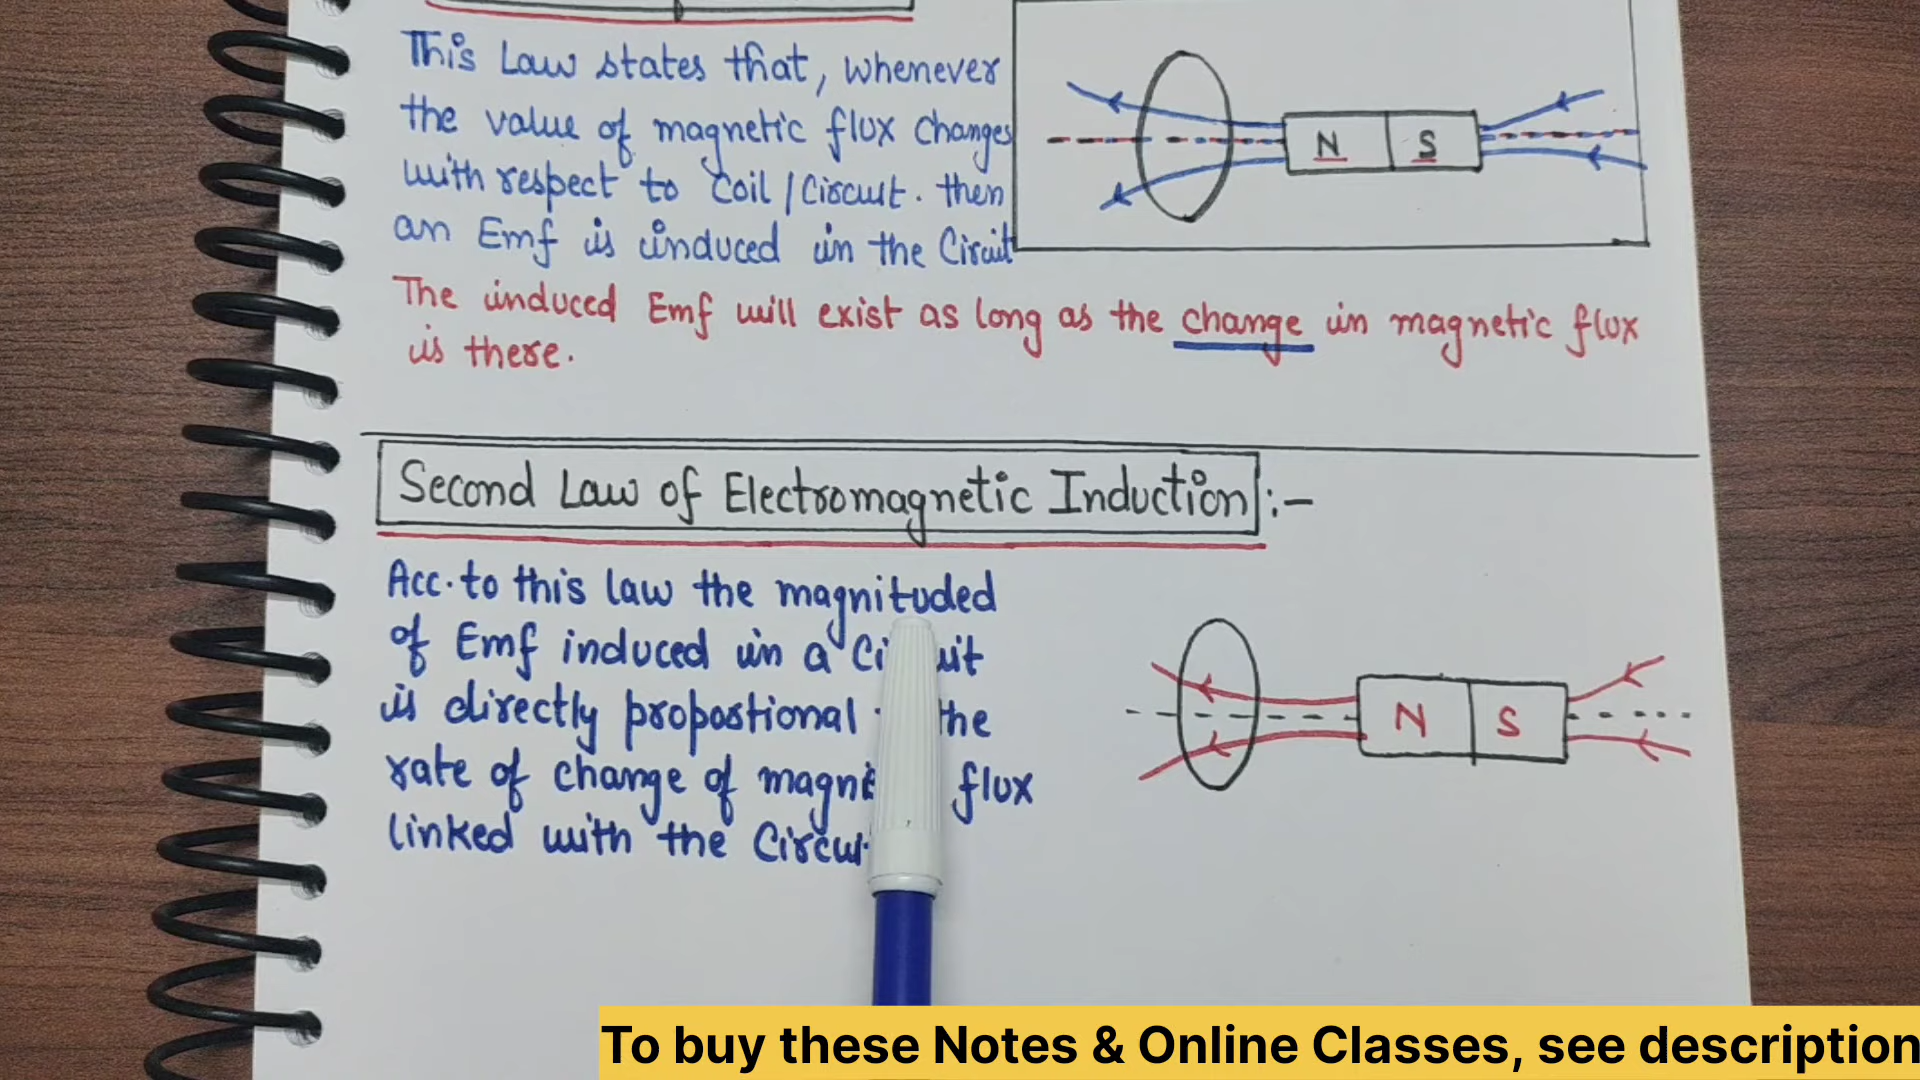 This Law states that, whenever
the value of magnetic flux changes
with respect to coil / Circuit. then
an Emf is induced in the Circuit
N S
The induced Emf will exist as long as the change in magnetic flux
is there.
Second Law of Electromagnetic Induction :-
Acc. to this law the magnituded
of Emf induced in a
is directly proportional the
rate of change of flux
linked with the
N S
To buy these Notes & Online Classes, see description